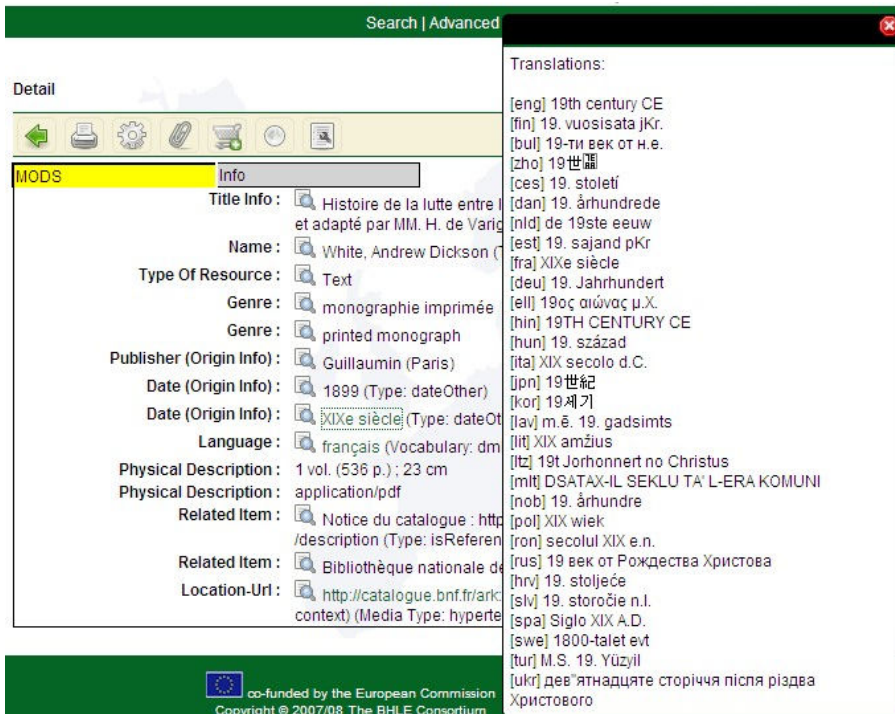 Search | Advanced
Detail
MODS
Info
Title Info : Histoire de la lutte entre
et adapté par MM. H. de Varig
Name : White, Andrew Dickson
Type Of Resource : Text
Genre : monographie imprimée
Genre : printed monograph
Publisher (Origin Info) : Guillaumin (Paris)
Date (Origin Info) : 1899 (Type: dateOther)
Date (Origin Info) : XIXe siècle (Type: dateOt
Language : français (Vocabulary: dm
Physical Description : 1 vol. (536 p.) ; 23 cm
Physical Description : application/pdf
Related Item : Notice du catalogue : http
/description (Type: isReferen
Related Item : Bibliothèque nationale de
Location-Url : http://catalogue.bnf.fr/ark:
context) (Media Type: hyperte
co-funded by the European Commission
Copyright © 2007/08 The BHLE Consortium
Translations:
[eng] 19th century CE
[fin] 19. vuosisata jKr.
[bul] 19-ти век от н.е.
[zho] 19世
[ces] 19. století
[dan] 19. århundrede
[nld] de 19ste eeuw
[est] 19. sajand pKr
[fra] XIXe siècle
[deu] 19. Jahrhundert
[ell] 19ος αιώνας μ.Χ.
[hin] 19TH CENTURY CE
[hun] 19. század
[ita] XIX secolo d.C.
[jpn] 19世紀
[kor] 19세기
[lav] m.ē. 19. gadsimts
[lit] XIX amžius
[ltz] 19t Jorhonnert no Christus
[mlt] DSATAX-IL SEKLU TA' L-ERA KOMUNI
[nob] 19. århundre
[pol] XIX wiek
[ron] secolul XIX e.n.
[rus] 19 век от Рождества Христова
[hrv] 19. stoljeće
[slv] 19. storočie n.l.
[spa] Siglo XIX A.D.
[swe] 1800-talet evt
[tur] M.S. 19. Yüzyil
[ukr] дев"ятнадцяте сторіччя після різдва
Христового